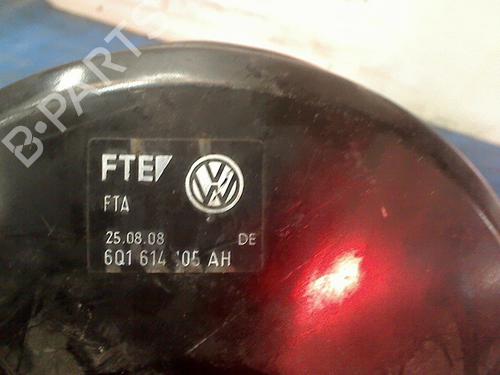 B-PARTS
FTE
FTA
25.08.08 DE
6Q1 614 105 AH